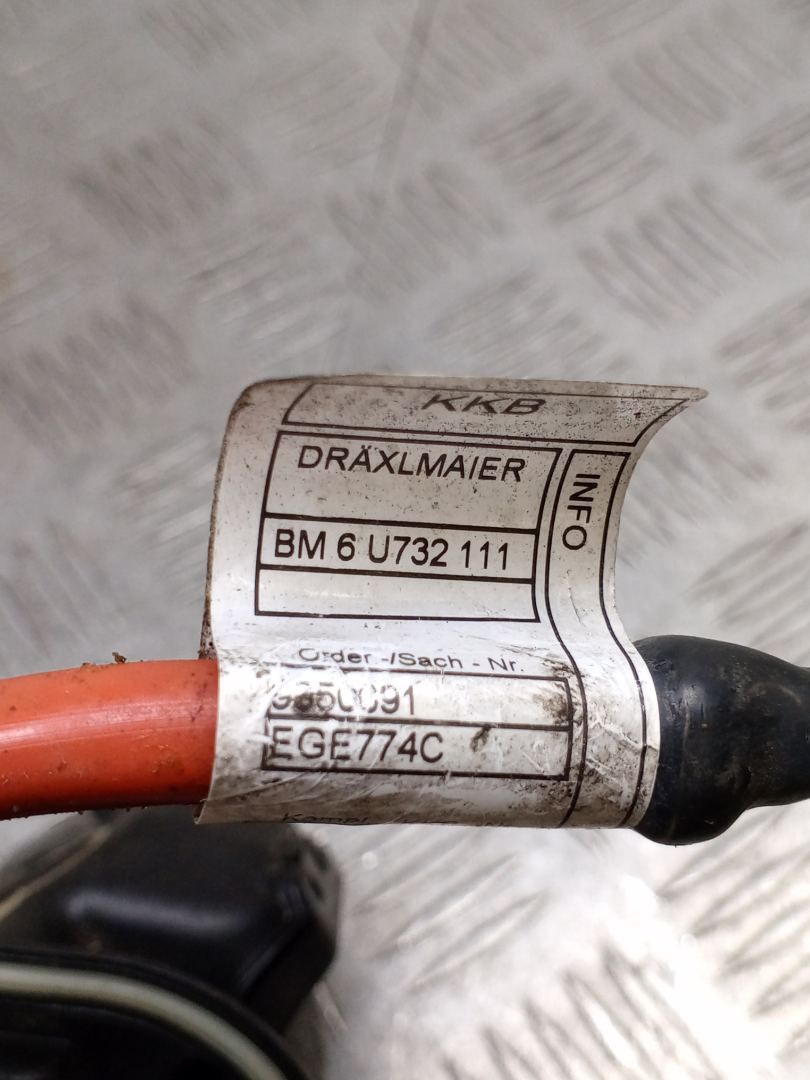 KKB
DRÄXLMAIER
INFO
BM 6 U732 111
Order -/Sach - Nr.
EGE774C